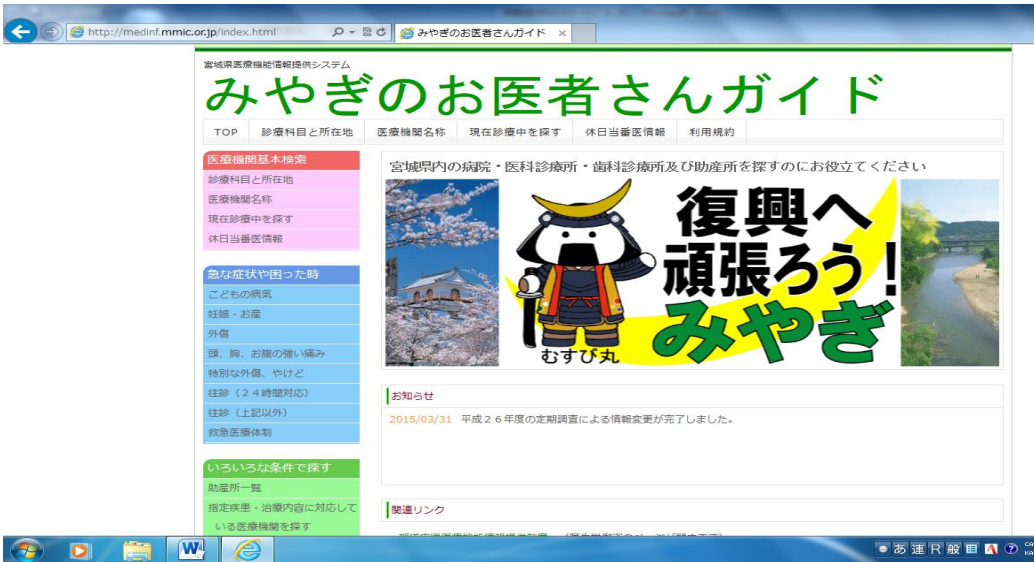 http://medinf.mmic.or.jp/index.html
みやぎのお医者さんガイド
宮城県医療機能情報提供システム
みやぎのお医者さんガイド
TOP 診療科目と所在地 医療機関名称 現在診療中を探す 休日当番医情報 利用規約
医療機関基本検索
診療科目と所在地
医療機関名称
現在診療中を探す
休日当番医情報
急な症状や困った時
こどもの病気
妊娠・お産
外傷
頭、胸、お腹の強い痛み
特別な外傷、やけど
往診（24時間対応）
往診（上記以外）
救急医療体制
いろいろな条件で探す
助産所一覧
指定疾患・治療内容に対応して
いる医療機関を探す
宮城県内の病院・医科診療所・歯科診療所及び助産所を探すのにお役立てください
復興へ
頑張ろう！
みやぎ
むすび丸
お知らせ
2015/03/31 平成26年度の定期調査による情報変更が完了しました。
関連リンク
あ 連 R 般